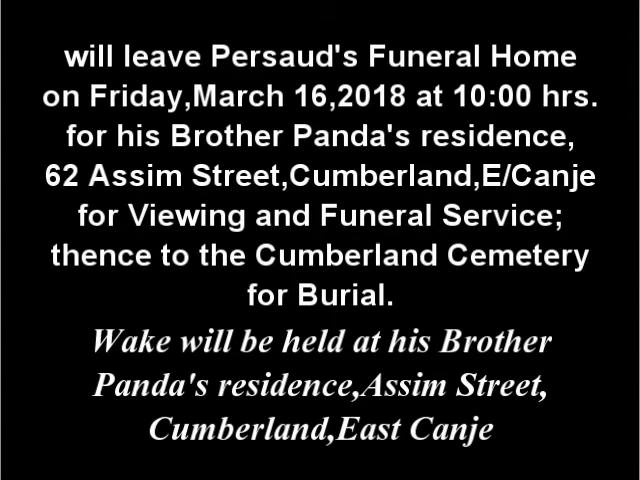 will leave Persaud's Funeral Home
on Friday,March 16,2018 at 10:00 hrs.
for his Brother Panda's residence,
62 Assim Street,Cumberland,E/Canje
for Viewing and Funeral Service;
thence to the Cumberland Cemetery
for Burial.
Wake will be held at his Brother
Panda's residence,Assim Street,
Cumberland,East Canje